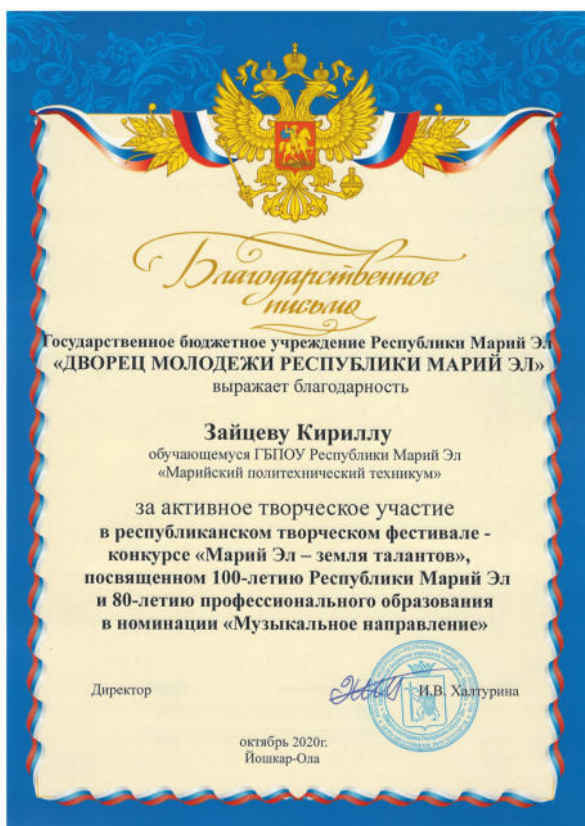 Благодарственное
письмо
Государственное бюджетное учреждение Республики Марий Эл
«ДВОРЕЦ МОЛОДЕЖИ РЕСПУБЛИКИ МАРИЙ ЭЛ»
выражает благодарность
Зайцеву Кириллу
обучающемуся ГБПОУ Республики Марий Эл
«Марийский политехнический техникум»
за активное творческое участие
в республиканском творческом фестивале -
конкурсе «Марий Эл – земля талантов»,
посвященном 100-летию Республики Марий Эл
и 80-летию профессионального образования
в номинации «Музыкальное направление»
Директор И.В. Халтурина
октябрь 2020г.
Йошкар-Ола